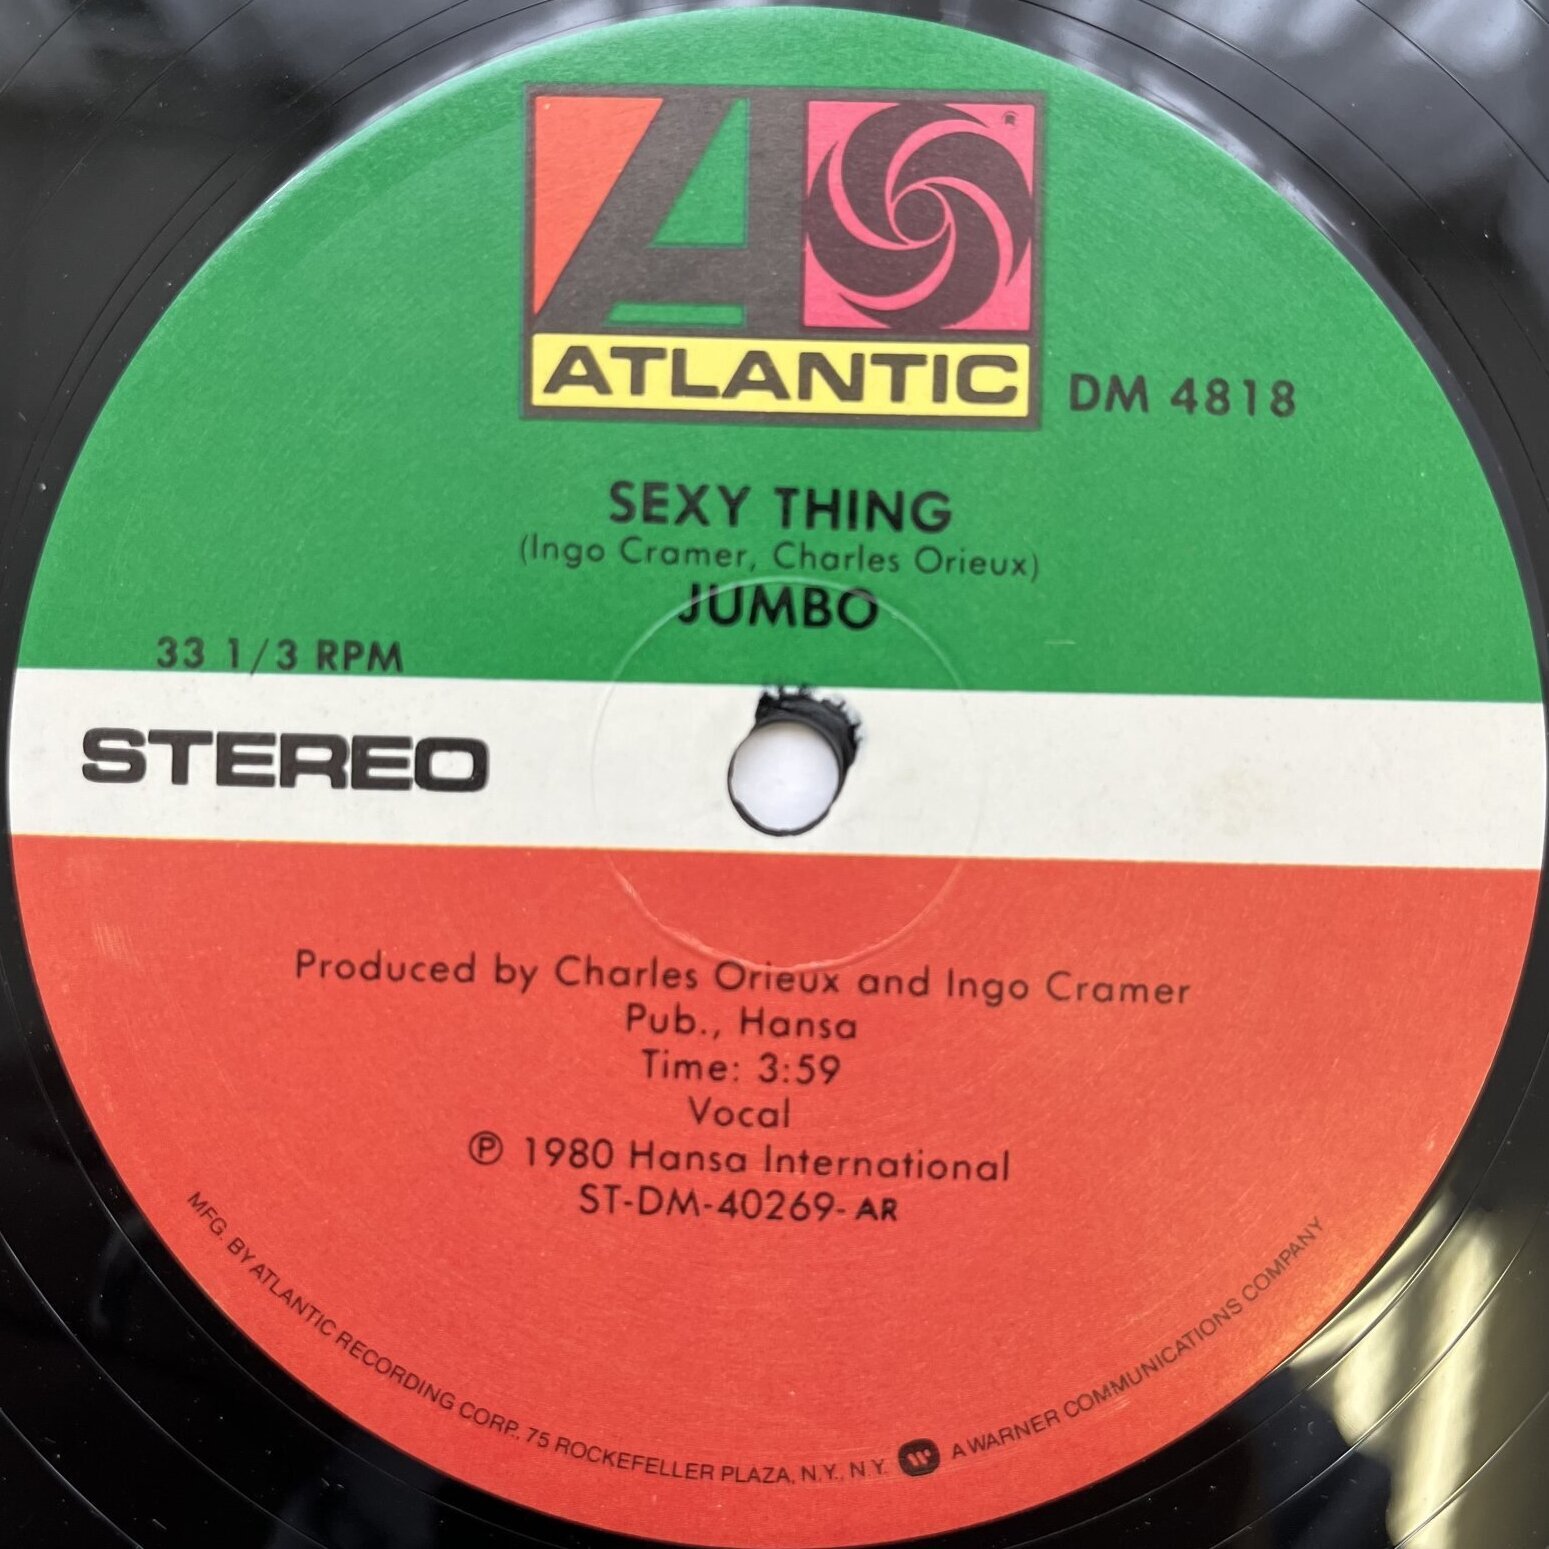 ATLANTIC
DM 4818
SEXY THING
(Ingo Cramer, Charles Orieux)
JUMBO
33 1/3 RPM
STEREO
Produced by Charles Orieux and Ingo Cramer
Pub., Hansa
Time: 3:59
Vocal
℗ 1980 Hansa International
ST-DM-40269-AR
MFG. BY ATLANTIC RECORDING CORP. 75 ROCKEFELLER PLAZA, N.Y., N.Y. A WARNER COMMUNICATIONS COMPANY